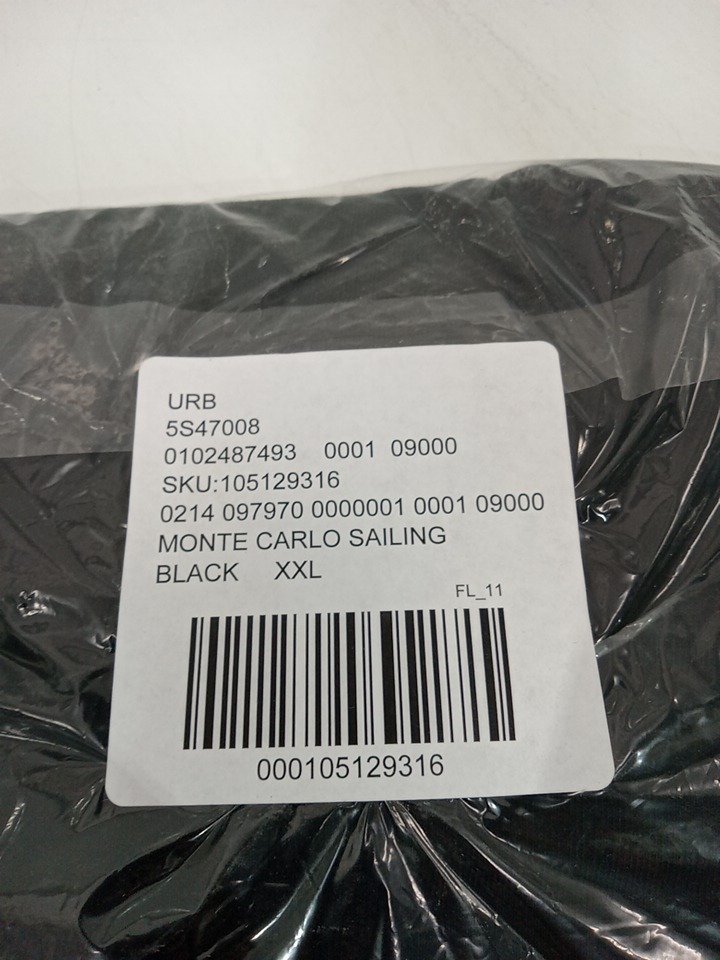 URB
5S47008
0102487493 0001 09000
SKU:105129316
0214 097970 0000001 0001 09000
MONTE CARLO SAILING
BLACK XXL
FL_11
000105129316